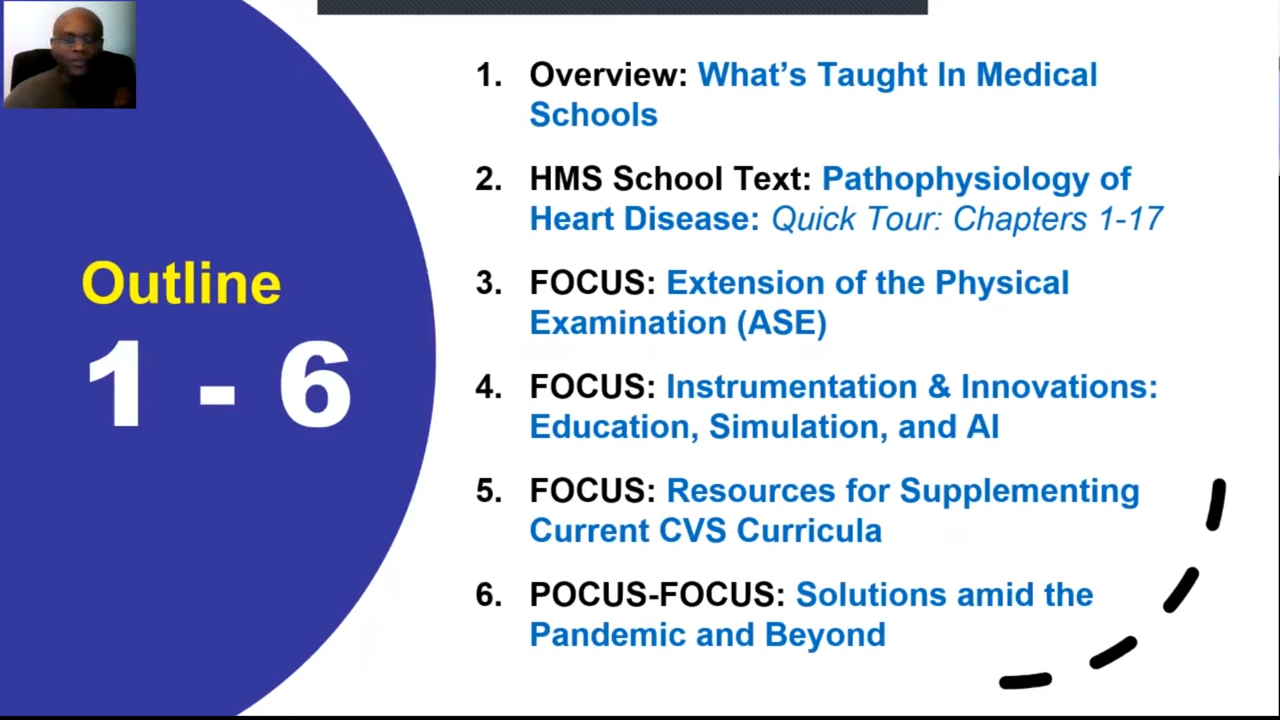 Outline
1 - 6
1. Overview: What's Taught In Medical
Schools
2. HMS School Text: Pathophysiology of
Heart Disease: Quick Tour: Chapters 1-17
3. FOCUS: Extension of the Physical
Examination (ASE)
4. FOCUS: Instrumentation & Innovations:
Education, Simulation, and AI
5. FOCUS: Resources for Supplementing
Current CVS Curricula
6. POCUS-FOCUS: Solutions amid the
Pandemic and Beyond